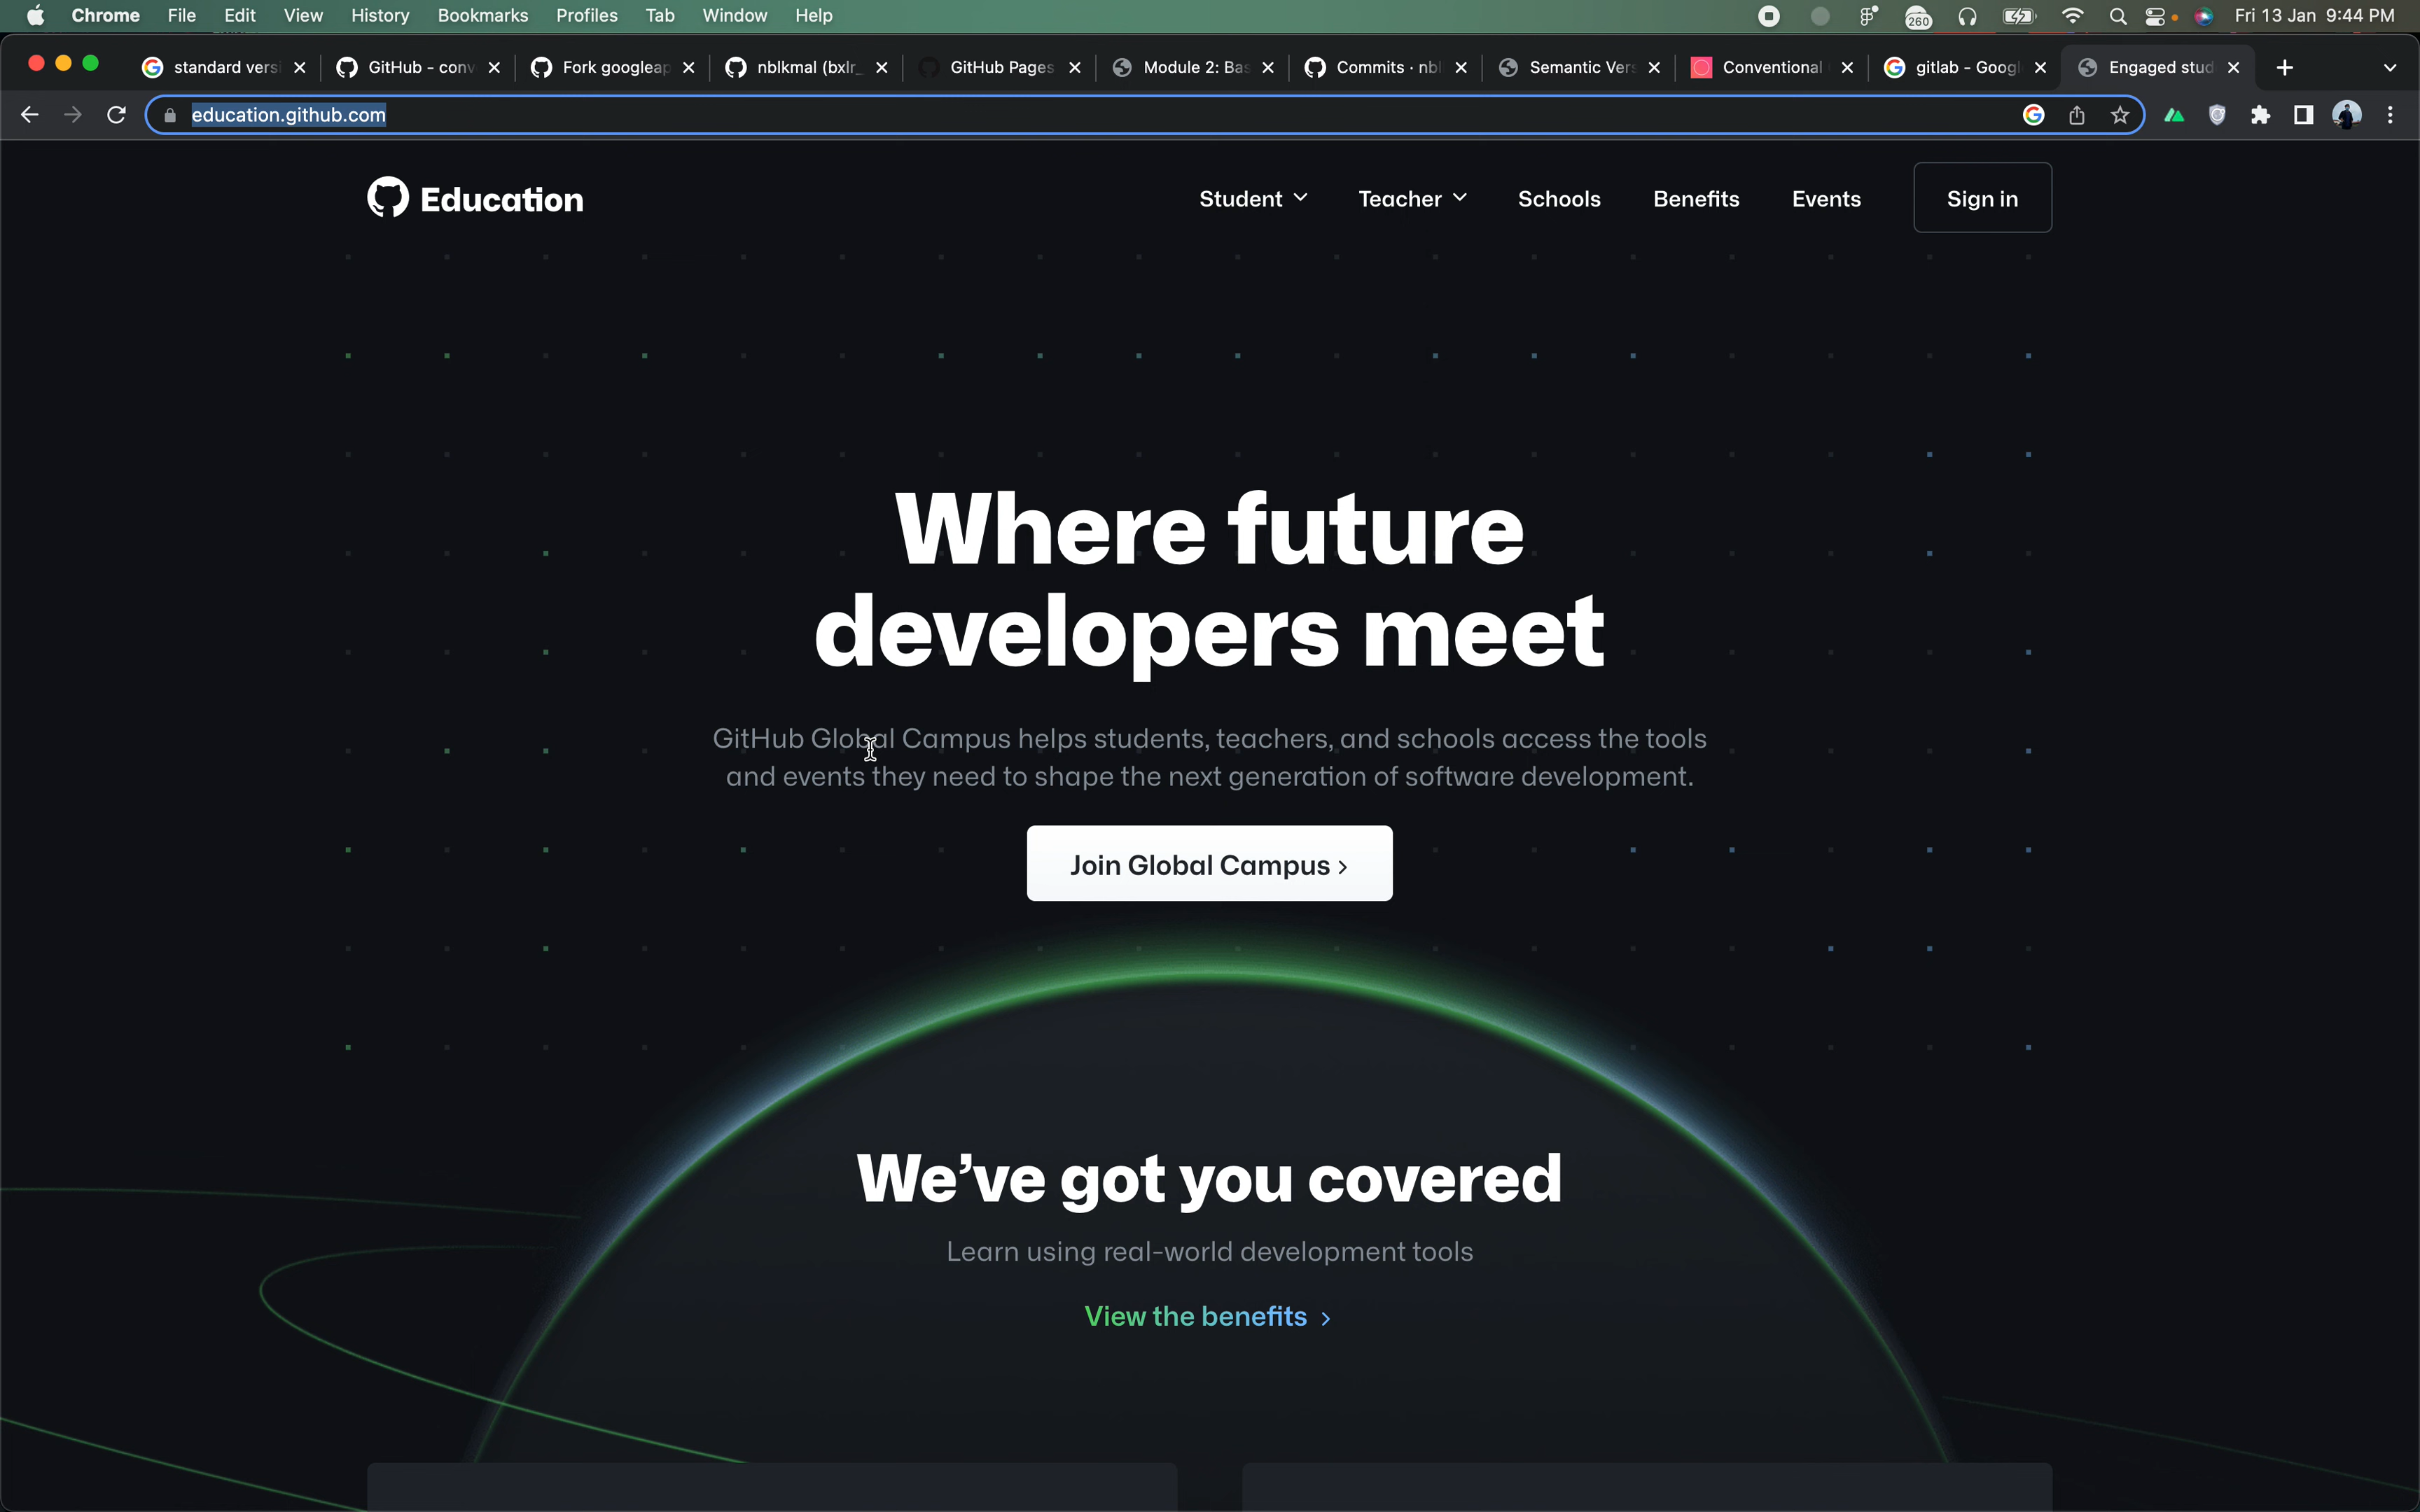 Chrome File Edit View History Bookmarks Profiles Tab Window Help 260 Fri 13 Jan 9:44 PM
standard versi GitHub - conv Fork googleap nblkmal (bxlr_ GitHub Pages Module 2: Bas Commits · nbl Semantic Vers Conventional gitlab - Googl Engaged stud
education.github.com
Education Student Teacher Schools Benefits Events Sign in
Where future
developers meet
GitHub Global Campus helps students, teachers, and schools access the tools
and events they need to shape the next generation of software development.
Join Global Campus ›
We’ve got you covered
Learn using real-world development tools
View the benefits ›